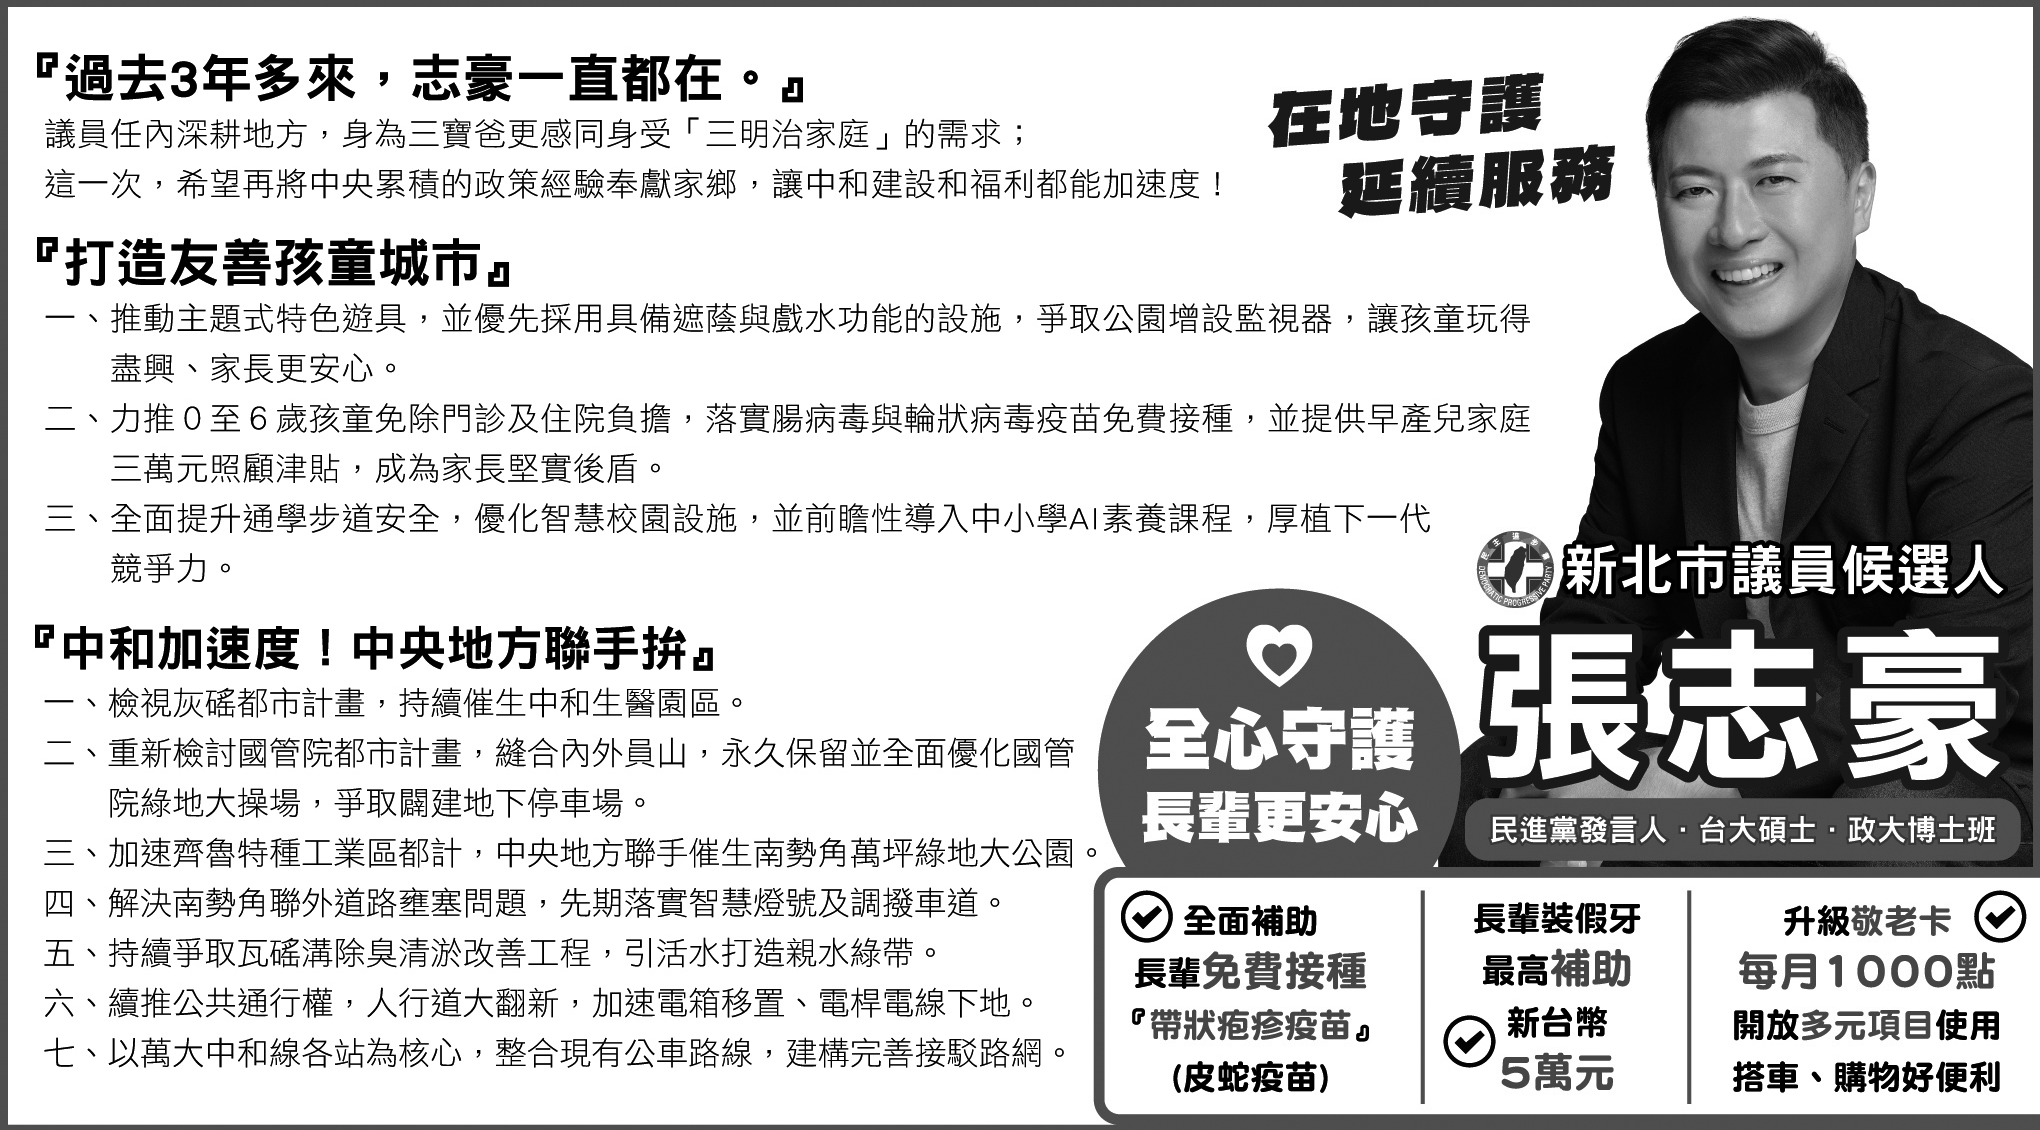 『過去3年多來，志豪一直都在。』
議員任內深耕地方，身為三寶爸更感同身受「三明治家庭」的需求；
這一次，希望再將中央累積的政策經驗奉獻家鄉，讓中和建設和福利都能加速度！
『打造友善孩童城市』
一、推動主題式特色遊具，並優先採用具備遮蔭與戲水功能的設施，爭取公園增設監視器，讓孩童玩得
盡興、家長更安心。
二、力推０至６歲孩童免除門診及住院負擔，落實腸病毒與輪狀病毒疫苗免費接種，並提供早產兒家庭
三萬元照顧津貼，成為家長堅實後盾。
三、全面提升通學步道安全，優化智慧校園設施，並前瞻性導入中小學AI素養課程，厚植下一代
競爭力。
『中和加速度！中央地方聯手拚』
一、檢視灰磘都市計畫，持續催生中和生醫園區。
二、重新檢討國管院都市計畫，縫合內外員山，永久保留並全面優化國管
院綠地大操場，爭取闢建地下停車場。
三、加速齊魯特種工業區都計，中央地方聯手催生南勢角萬坪綠地大公園。
四、解決南勢角聯外道路壅塞問題，先期落實智慧燈號及調撥車道。
五、持續爭取瓦磘溝除臭清淤改善工程，引活水打造親水綠帶。
六、續推公共通行權，人行道大翻新，加速電箱移置、電桿電線下地。
七、以萬大中和線各站為核心，整合現有公車路線，建構完善接駁路網。
在地守護
延續服務
民主進步黨
DEMOCRATIC PROGRESSIVE PARTY
新北市議員候選人
張志豪
民進黨發言人・台大碩士・政大博士班
全心守護
長輩更安心
全面補助
長輩免費接種
『帶狀疱疹疫苗』
(皮蛇疫苗)
長輩裝假牙
最高補助
新台幣
5萬元
升級敬老卡
每月1000點
開放多元項目使用
搭車、購物好便利